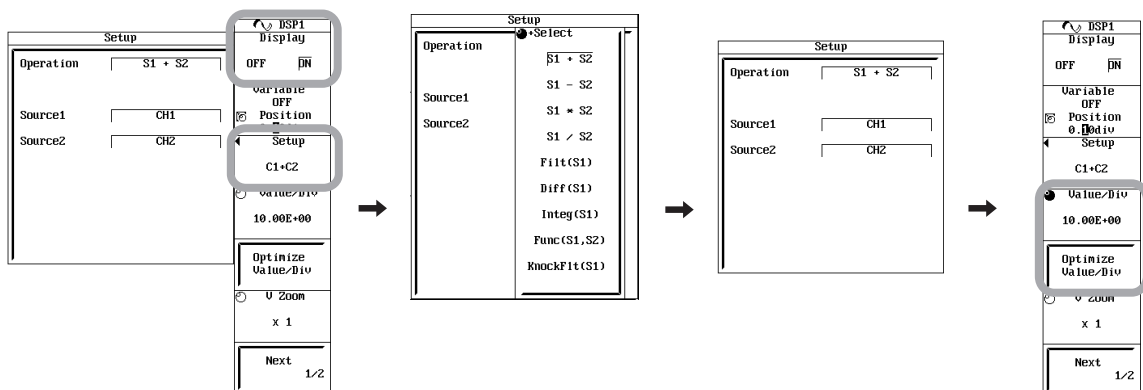 Setup
Operation S1 + S2
Source1 CH1
Source2 CH2
DSP1
Display
OFF ON
Variable
OFF
Position
Setup
C1+C2
Value/Div
10.00E+00
Optimize
Value/Div
V Zoom
x 1
Next
1/2
Setup
Operation
Source1
Source2
+Select
S1 + S2
S1 - S2
S1 * S2
S1 / S2
Filt(S1)
Diff(S1)
Integ(S1)
Func(S1,S2)
KnockFlt(S1)
Setup
Operation S1 + S2
Source1 CH1
Source2 CH2
DSP1
Display
OFF ON
Variable
OFF
Position
0.00div
Setup
C1+C2
Value/Div
10.00E+00
Optimize
Value/Div
V Zoom
x 1
Next
1/2